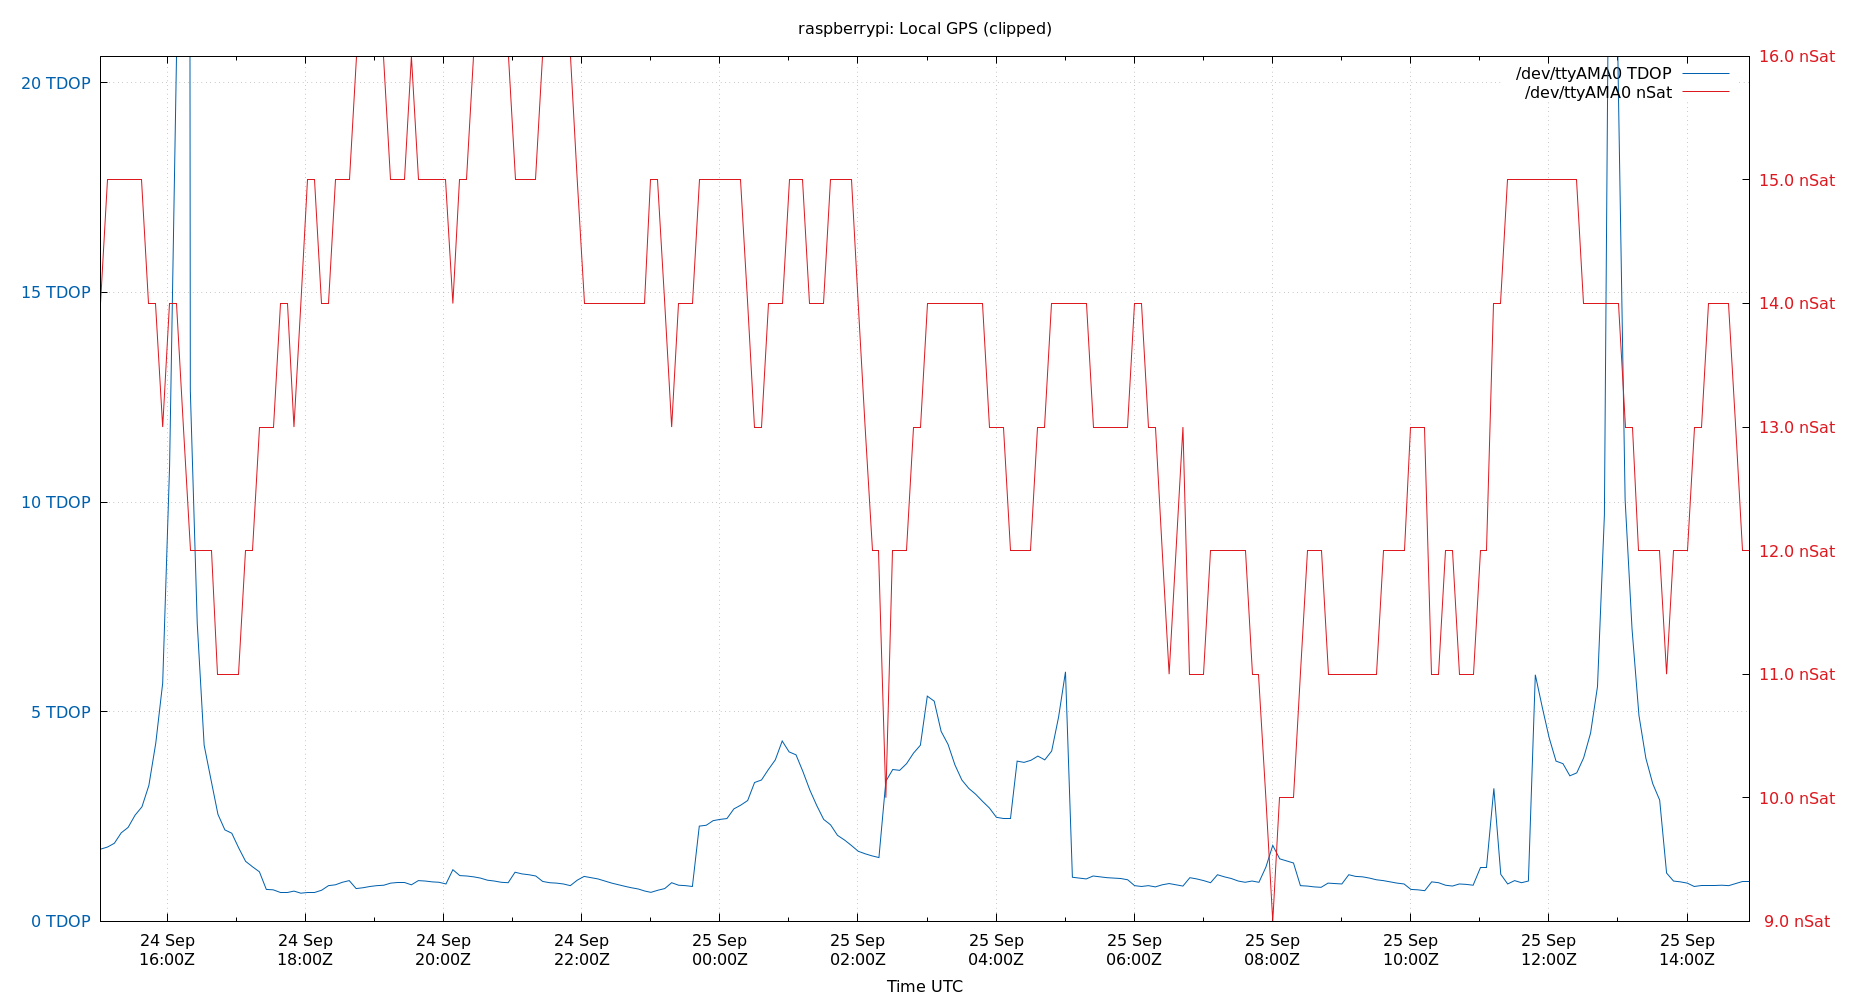 raspberrypi: Local GPS (clipped)
/dev/ttyAMA0 TDOP
/dev/ttyAMA0 nSat
20 TDOP
15 TDOP
10 TDOP
5 TDOP
0 TDOP
16.0 nSat
15.0 nSat
14.0 nSat
13.0 nSat
12.0 nSat
11.0 nSat
10.0 nSat
9.0 nSat
24 Sep
16:00Z
24 Sep
18:00Z
24 Sep
20:00Z
24 Sep
22:00Z
25 Sep
00:00Z
25 Sep
02:00Z
25 Sep
04:00Z
25 Sep
06:00Z
25 Sep
08:00Z
25 Sep
10:00Z
25 Sep
12:00Z
25 Sep
14:00Z
Time UTC